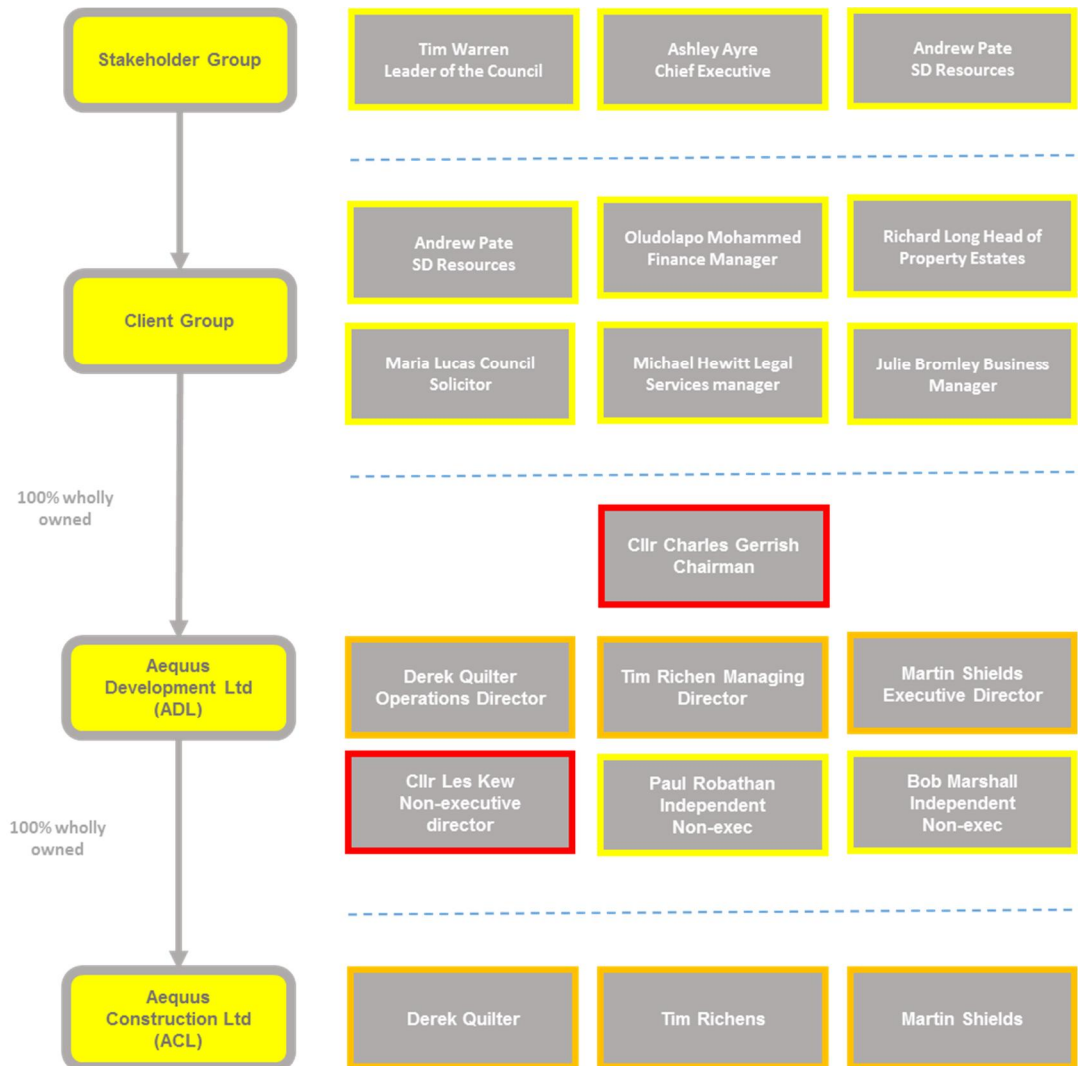 Stakeholder Group
Tim Warren
Leader of the Council
Ashley Ayre
Chief Executive
Andrew Pate
SD Resources
Client Group
Andrew Pate
SD Resources
Oludolapo Mohammed
Finance Manager
Richard Long Head of
Property Estates
Maria Lucas Council
Solicitor
Michael Hewitt Legal
Services manager
Julie Bromley Business
Manager
100% wholly
owned
Cllr Charles Gerrish
Chairman
Aequus
Development Ltd
(ADL)
Derek Quilter
Operations Director
Tim Richen Managing
Director
Martin Shields
Executive Director
Cllr Les Kew
Non-executive
director
Paul Robathan
Independent
Non-exec
Bob Marshall
Independent
Non-exec
100% wholly
owned
Aequus
Construction Ltd
(ACL)
Derek Quilter
Tim Richens
Martin Shields